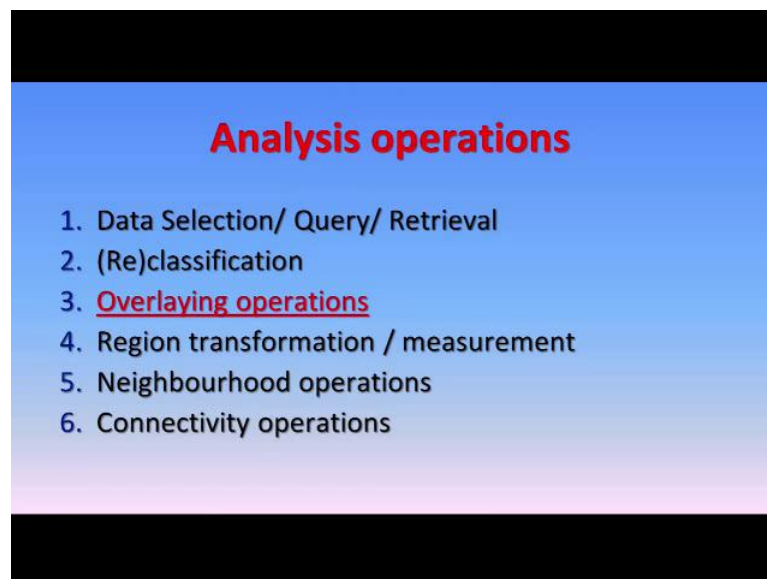 Analysis operations
1. Data Selection/ Query/ Retrieval
2. (Re)classification
3. Overlaying operations
4. Region transformation / measurement
5. Neighbourhood operations
6. Connectivity operations